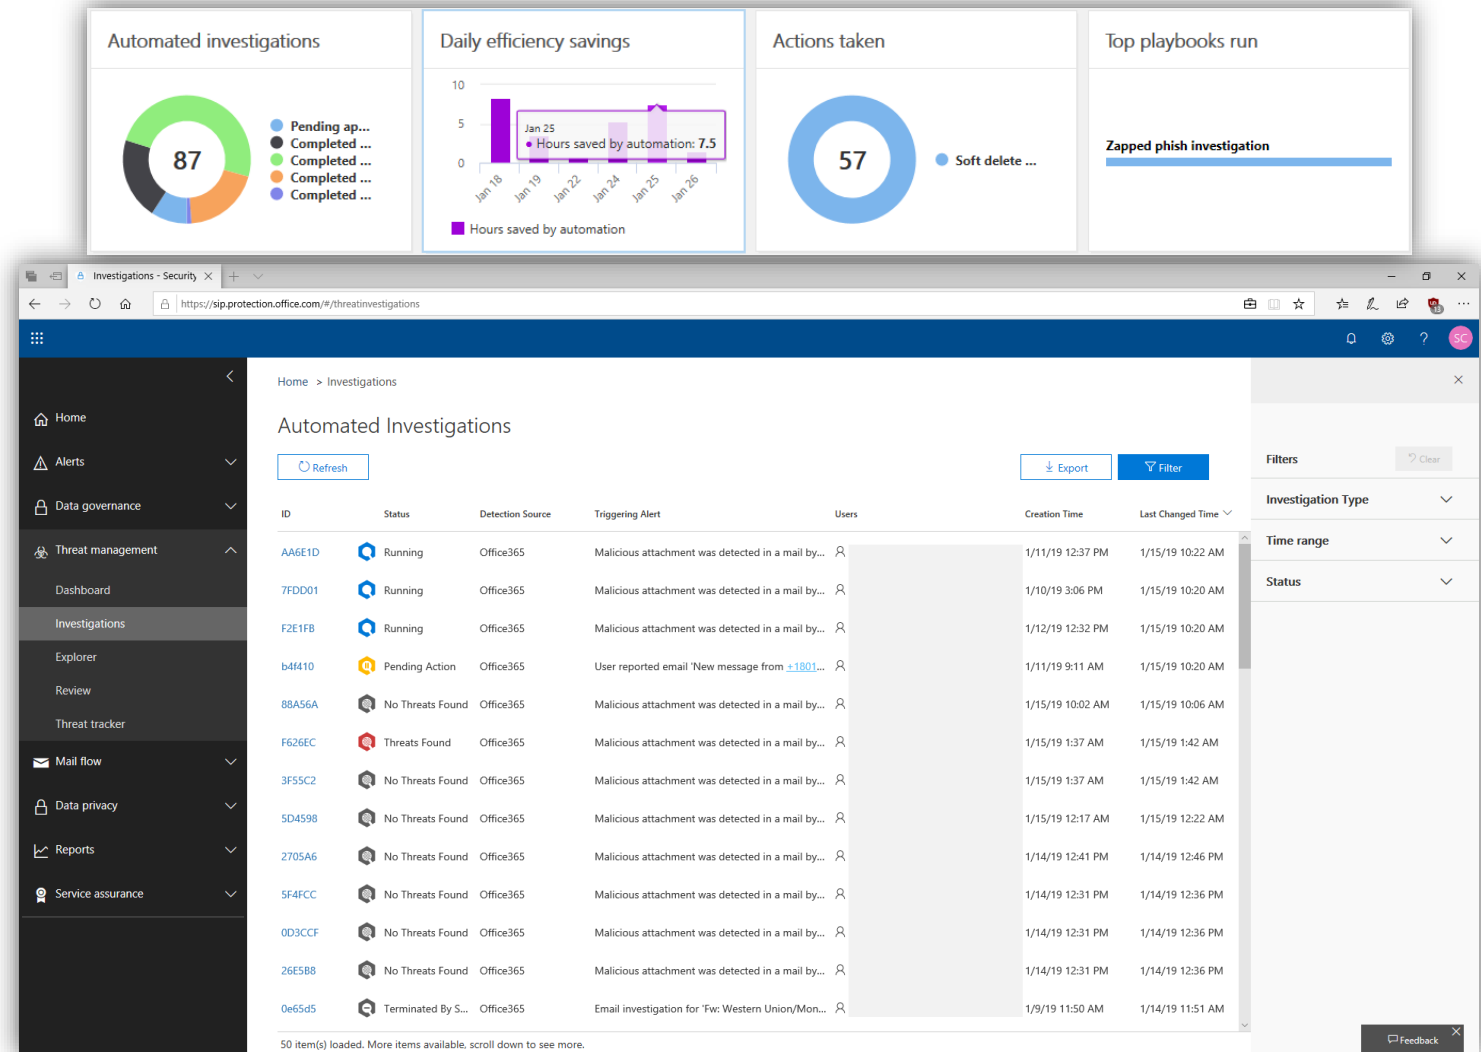 Automated investigations
87
Pending ap...
Completed ...
Completed ...
Completed ...
Completed ...
Daily efficiency savings
10
5
0
Jan 25
Hours saved by automation: 7.5
Jan 18
Jan 19
Jan 22
Jan 24
Jan 25
Jan 26
Hours saved by automation
Actions taken
57
Soft delete ...
Top playbooks run
Zapped phish investigation
Investigations - Security
https://sip.protection.office.com/#/threatinvestigations
13
SC
Home
Alerts
Data governance
Threat management
Dashboard
Investigations
Explorer
Review
Threat tracker
Mail flow
Data privacy
Reports
Service assurance
Home > Investigations
Automated Investigations
Refresh
Export
Filter
ID Status Detection Source Triggering Alert Users Creation Time Last Changed Time
AA6E1D Running Office365 Malicious attachment was detected in a mail by... 1/11/19 12:37 PM 1/15/19 10:22 AM
7FDD01 Running Office365 Malicious attachment was detected in a mail by... 1/10/19 3:06 PM 1/15/19 10:20 AM
F2E1FB Running Office365 Malicious attachment was detected in a mail by... 1/12/19 12:32 PM 1/15/19 10:20 AM
b4f410 Pending Action Office365 User reported email 'New message from +1801... 1/11/19 9:11 AM 1/15/19 10:20 AM
88A56A No Threats Found Office365 Malicious attachment was detected in a mail by... 1/15/19 10:02 AM 1/15/19 10:06 AM
F626EC Threats Found Office365 Malicious attachment was detected in a mail by... 1/15/19 1:37 AM 1/15/19 1:42 AM
3F55C2 No Threats Found Office365 Malicious attachment was detected in a mail by... 1/15/19 1:37 AM 1/15/19 1:42 AM
5D4598 No Threats Found Office365 Malicious attachment was detected in a mail by... 1/15/19 12:17 AM 1/15/19 12:22 AM
2705A6 No Threats Found Office365 Malicious attachment was detected in a mail by... 1/14/19 12:41 PM 1/14/19 12:46 PM
5F4FCC No Threats Found Office365 Malicious attachment was detected in a mail by... 1/14/19 12:31 PM 1/14/19 12:36 PM
0D3CCF No Threats Found Office365 Malicious attachment was detected in a mail by... 1/14/19 12:31 PM 1/14/19 12:36 PM
26E5B8 No Threats Found Office365 Malicious attachment was detected in a mail by... 1/14/19 12:31 PM 1/14/19 12:36 PM
0e65d5 Terminated By S... Office365 Email investigation for 'Fw: Western Union/Mon... 1/9/19 11:50 AM 1/14/19 11:51 AM
50 item(s) loaded. More items available, scroll down to see more.
Filters
Clear
Investigation Type
Time range
Status
Feedback